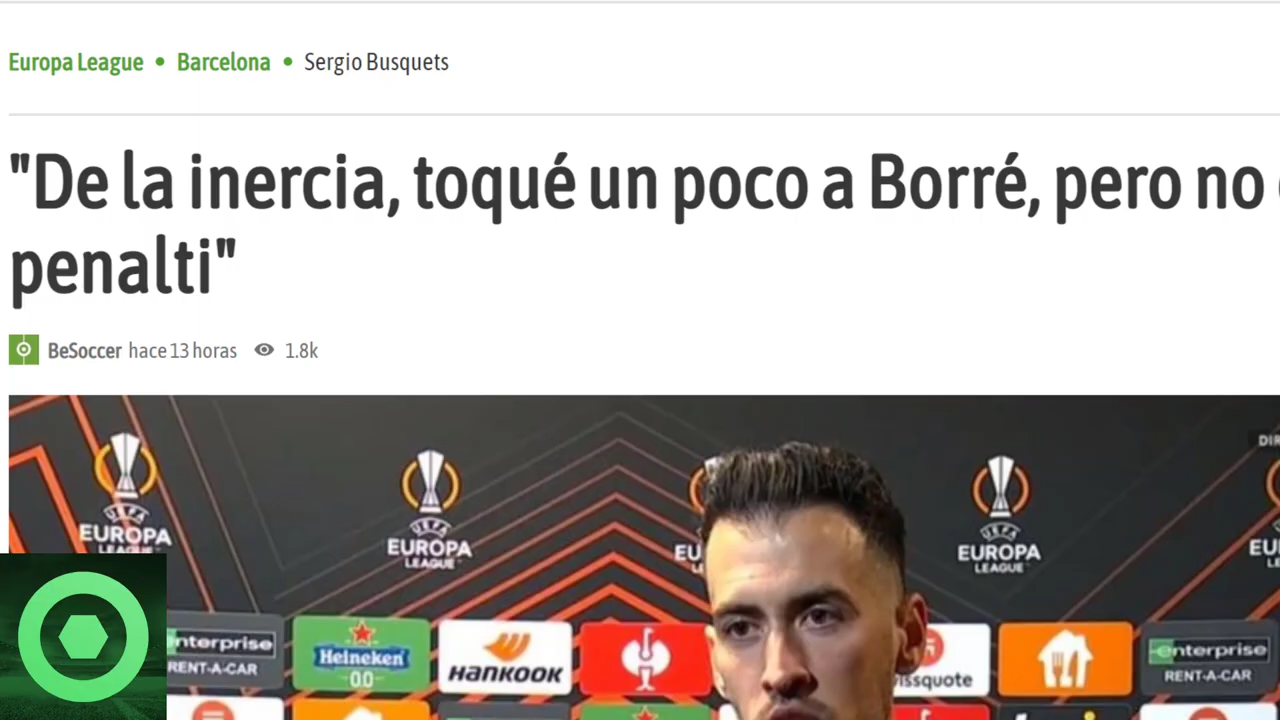 Europa League • Barcelona • Sergio Busquets
"De la inercia, toqué un poco a Borré, pero no
penalti"
BeSoccer hace 13 horas 1.8k
UEFA
EUROPA
LEAGUE
UEFA
EUROPA
LEAGUE
UEFA
EUROPA
LEAGUE
enterprise
RENT-A-CAR
Heineken
0.0
HANKOOK
enterprise
RENT-A-CAR